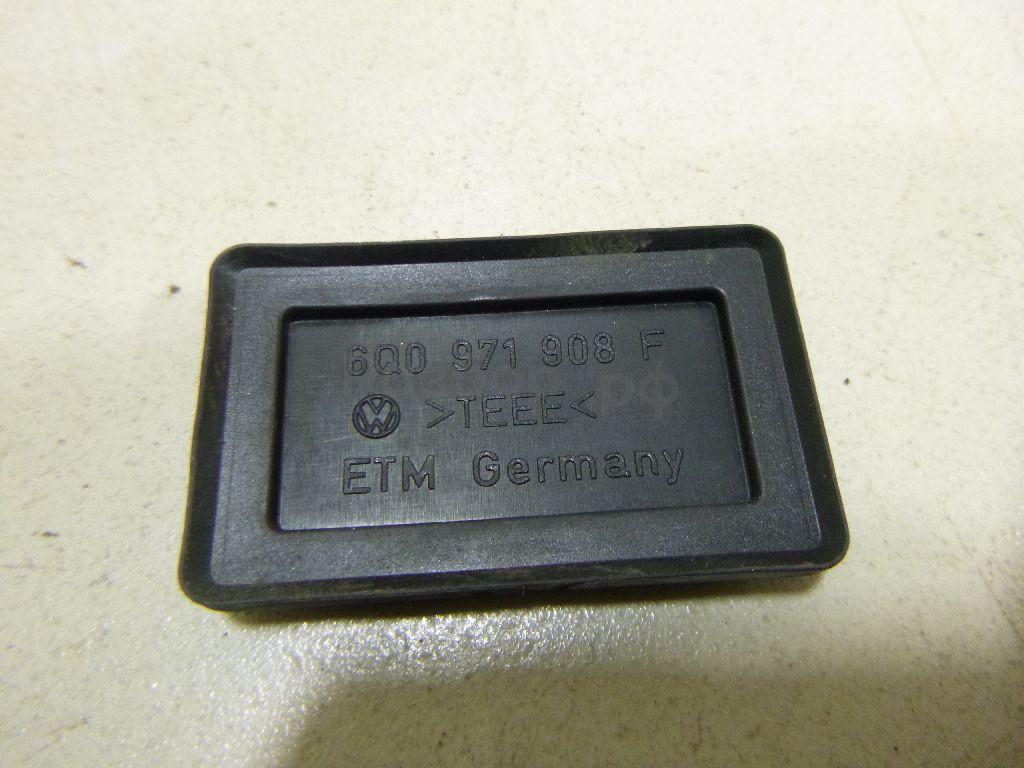 6Q0 971 908 F
>TEEE<
ETM Germany